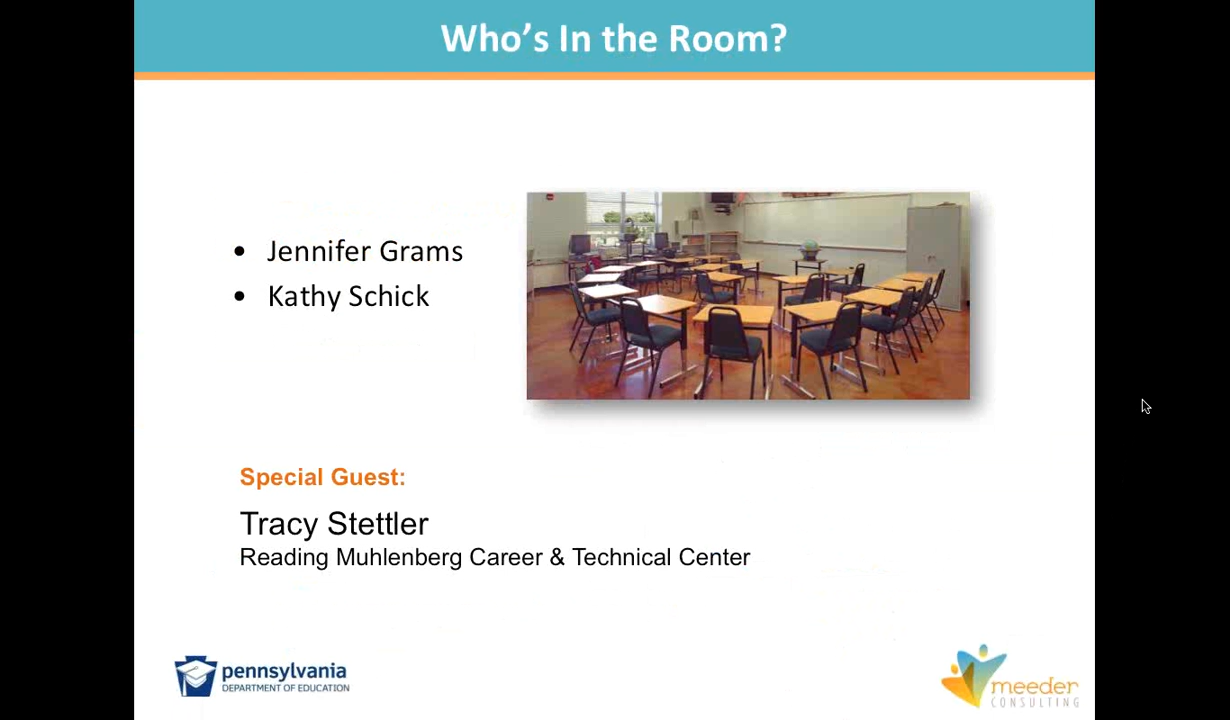 Who's In the Room?
• Jennifer Grams
• Kathy Schick
Special Guest:
Tracy Stettler
Reading Muhlenberg Career & Technical Center
pennsylvania
DEPARTMENT OF EDUCATION
meeder
CONSULTING